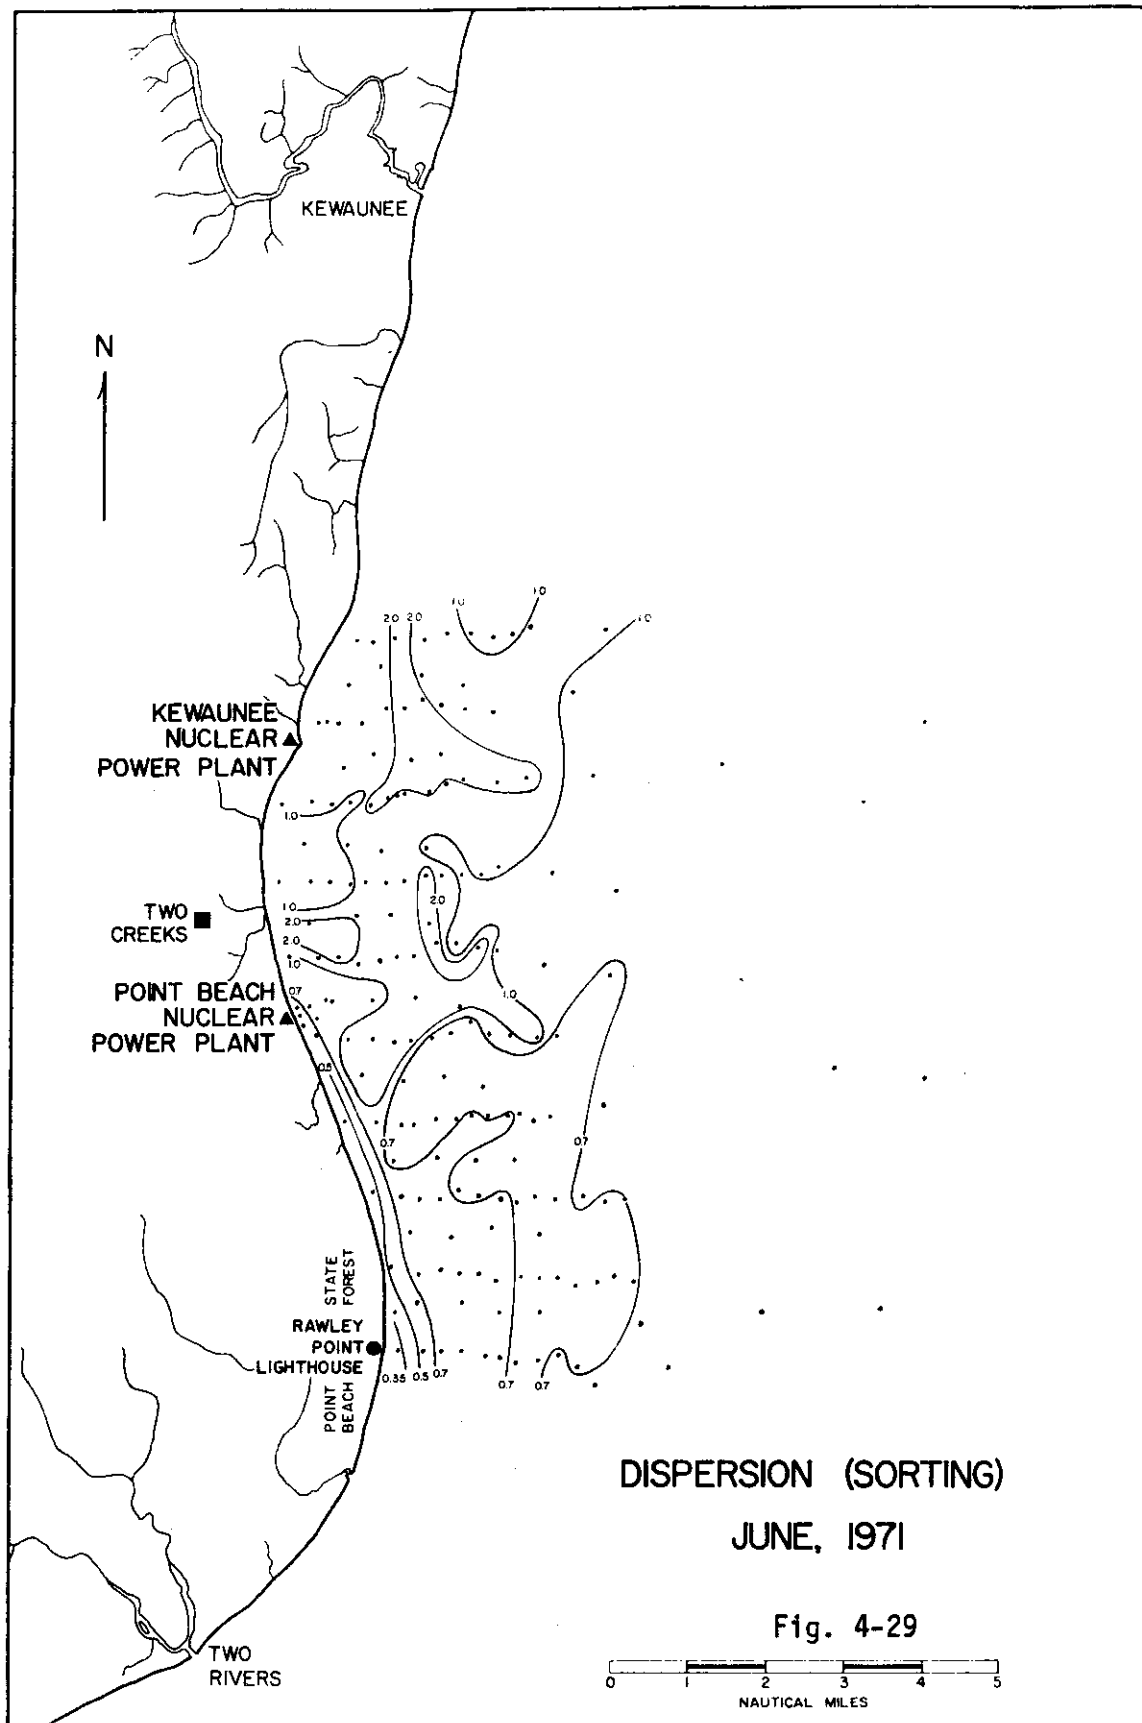 KEWAUNEE
N
1.0
1.0
2.0
2.0
1.0
KEWAUNEE
NUCLEAR
POWER PLANT
1.0
1.0
2.0
2.0
2.0
1.0
TWO
CREEKS
POINT BEACH
NUCLEAR
POWER PLANT
0.7
1.0
0.5
0.7
0.7
STATE
FOREST
RAWLEY
POINT
LIGHTHOUSE
POINT
BEACH
0.35
0.5
0.7
0.7
0.7
DISPERSION (SORTING)
JUNE, 1971
Fig. 4-29
0 1 2 3 4 5
NAUTICAL MILES
TWO
RIVERS